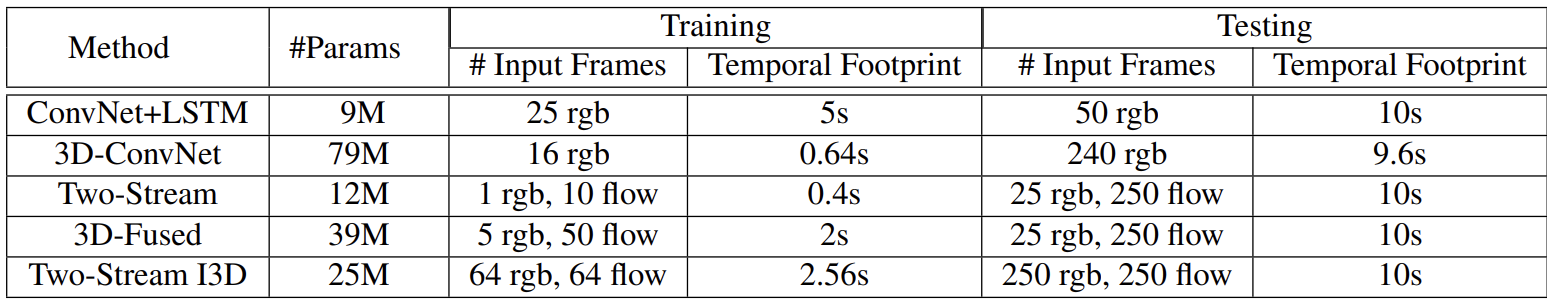 Method #Params Training Testing
# Input Frames Temporal Footprint # Input Frames Temporal Footprint
ConvNet+LSTM 9M 25 rgb 5s 50 rgb 10s
3D-ConvNet 79M 16 rgb 0.64s 240 rgb 9.6s
Two-Stream 12M 1 rgb, 10 flow 0.4s 25 rgb, 250 flow 10s
3D-Fused 39M 5 rgb, 50 flow 2s 25 rgb, 250 flow 10s
Two-Stream I3D 25M 64 rgb, 64 flow 2.56s 250 rgb, 250 flow 10s